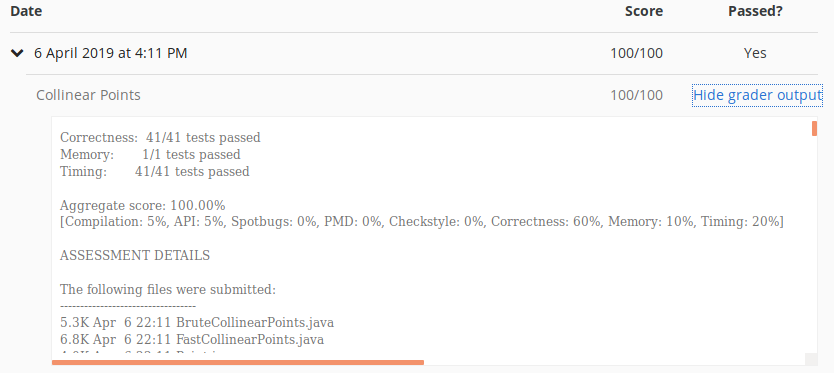 Date Score Passed?
6 April 2019 at 4:11 PM 100/100 Yes
Collinear Points 100/100 Hide grader output
Correctness: 41/41 tests passed
Memory: 1/1 tests passed
Timing: 41/41 tests passed
Aggregate score: 100.00%
[Compilation: 5%, API: 5%, Spotbugs: 0%, PMD: 0%, Checkstyle: 0%, Correctness: 60%, Memory: 10%, Timing: 20%]
ASSESSMENT DETAILS
The following files were submitted:
----------------------------------
5.3K Apr 6 22:11 BruteCollinearPoints.java
6.8K Apr 6 22:11 FastCollinearPoints.java